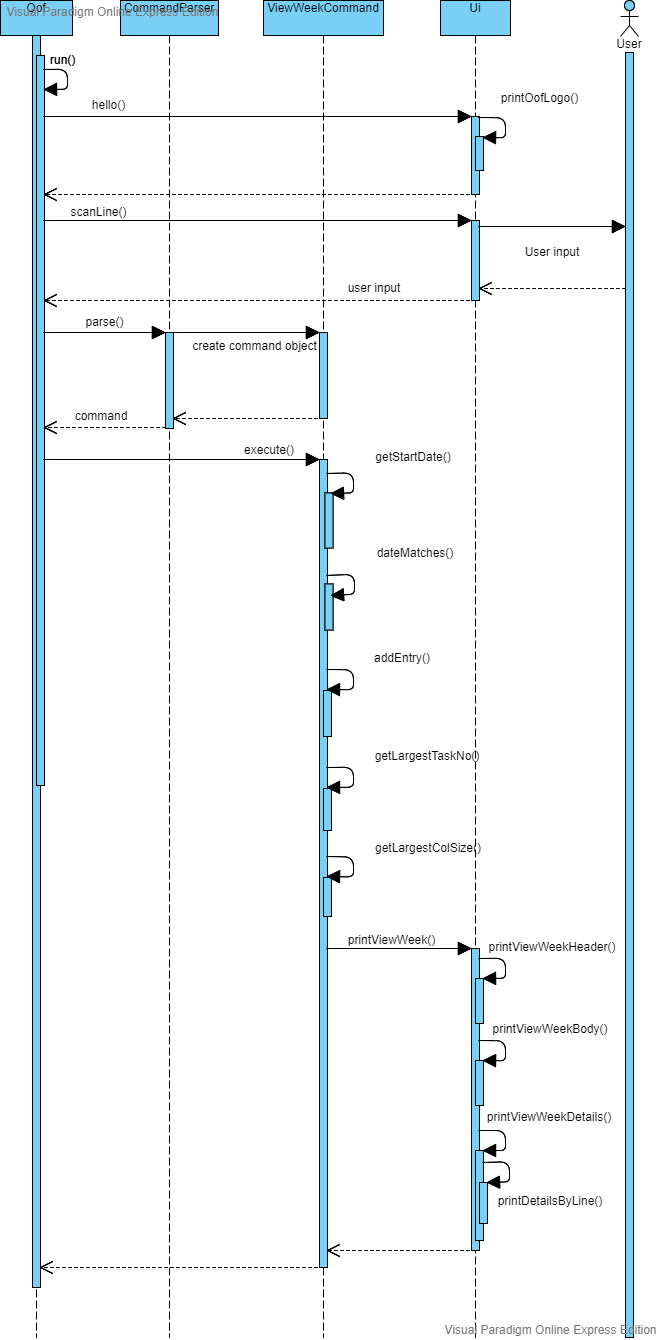 Visual Paradigm Online Express Edition
Oof
CommandParser
ViewWeekCommand
Ui
User
run()
printOofLogo()
hello()
scanLine()
User input
user input
parse()
create command object
command
execute()
getStartDate()
dateMatches()
addEntry()
getLargestTaskNo()
getLargestColSize()
printViewWeek()
printViewWeekHeader()
printViewWeekBody()
printViewWeekDetails()
printDetailsByLine()
Visual Paradigm Online Express Edition